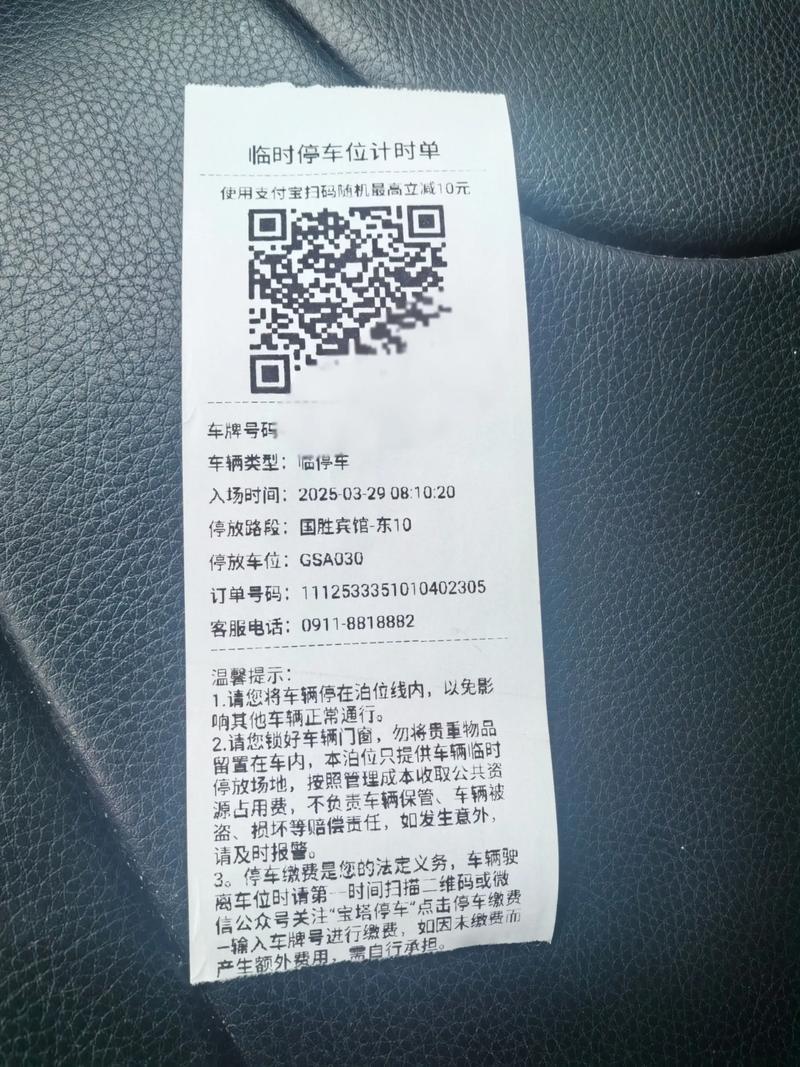 临时停车位计时单
使用支付宝扫码随机最高立减10元
车牌号码
车辆类型：临停车
入场时间：2025-03-29 08:10:20
停放路段：国胜宾馆-东10
停放车位：GSA030
订单号码：1112533351010402305
客服电话：0911-8818882
温馨提示：
1.请您将车辆停在泊位线内，以免影
响其他车辆正常通行。
2.请您锁好车辆门窗，勿将贵重物品
留置在车内，本泊位只提供车辆临时
停放场地，按照管理成本收取公共资
源占用费，不负责车辆保管、车辆被
盗、损坏等赔偿责任，如发生意外，
请及时报警。
3。停车缴费是您的法定义务，车辆驶
离车位时请第一时间扫描二维码或微
信公众号关注“宝塔停车”点击停车缴费
一输入车牌号进行缴费，如因未缴费而
产生额外费用，需自行承担。